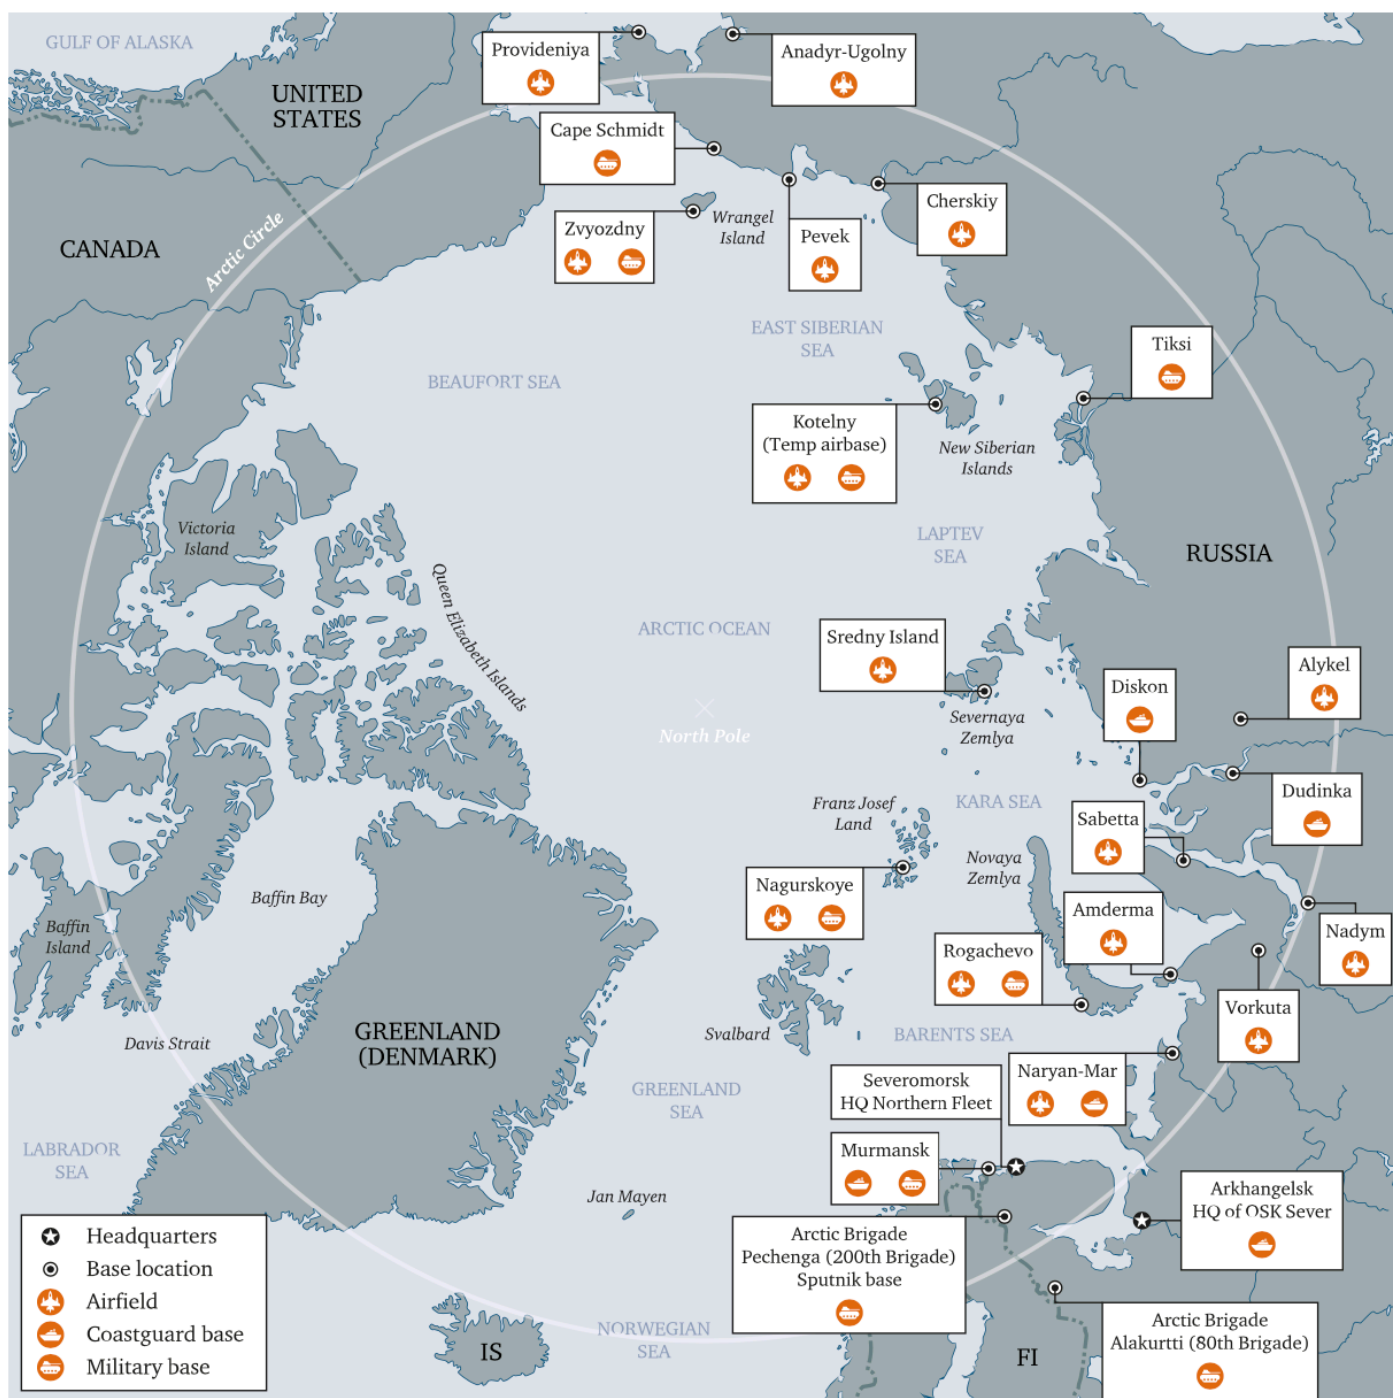 GULF OF ALASKA
UNITED
STATES
CANADA
Arctic Circle
Provideniya
Anadyr-Ugolny
Cape Schmidt
Zvyozdny
Wrangel
Island
Pevek
Cherskiy
EAST SIBERIAN
SEA
Tiksi
BEAUFORT SEA
Kotelny
(Temp airbase)
New Siberian
Islands
Victoria
Island
LAPTEV
SEA
RUSSIA
Queen Elizabeth Islands
ARCTIC OCEAN
Sredny Island
Alykel
Diskon
North Pole
Severnaya
Zemlya
Franz Josef
Land
KARA SEA
Dudinka
Sabetta
Novaya
Zemlya
Nagurskoye
Baffin Bay
Baffin
Island
Amderma
Nadym
Rogachevo
Vorkuta
Svalbard
BARENTS SEA
Davis Strait
GREENLAND
(DENMARK)
GREENLAND
SEA
Severomorsk
HQ Northern Fleet
Naryan-Mar
LABRADOR
SEA
Murmansk
Jan Mayen
Arkhangelsk
HQ of OSK Sever
Arctic Brigade
Pechenga (200th Brigade)
Sputnik base
Arctic Brigade
Alakurtti (80th Brigade)
NORWEGIAN
SEA
IS
FI
Headquarters
Base location
Airfield
Coastguard base
Military base